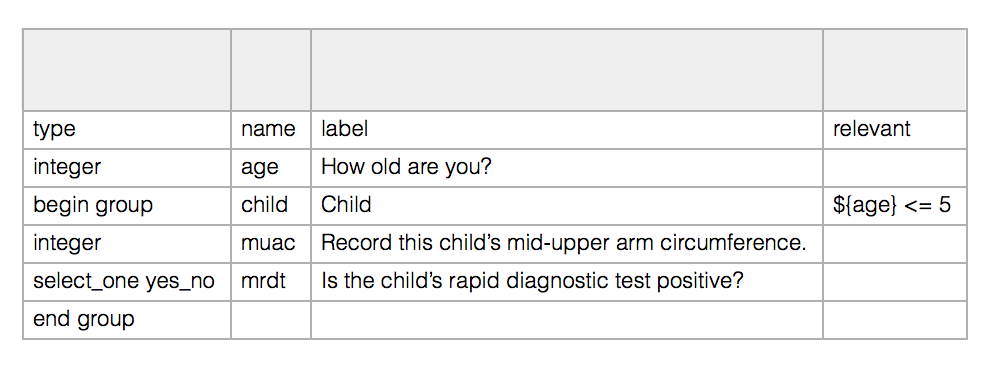 type name label relevant
integer age How old are you?
begin group child Child ${age} <= 5
integer muac Record this child’s mid-upper arm circumference.
select_one yes_no mrdt Is the child’s rapid diagnostic test positive?
end group